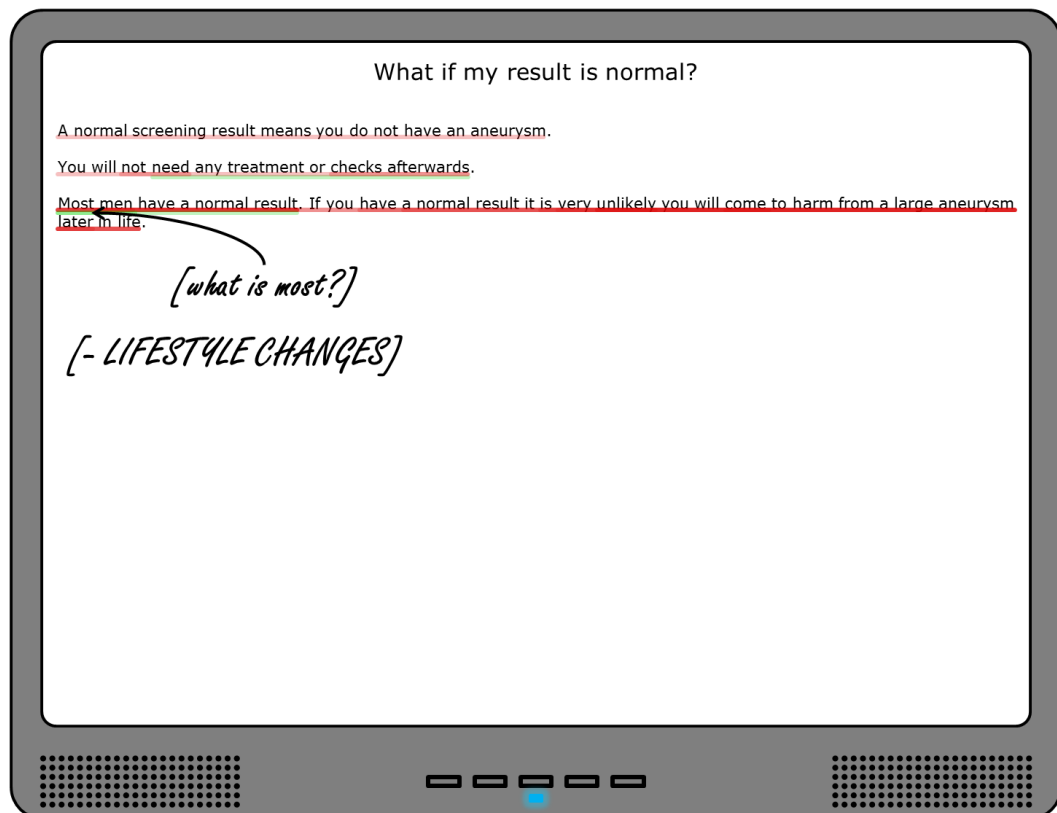 What if my result is normal?
A normal screening result means you do not have an aneurysm.
You will not need any treatment or checks afterwards.
Most men have a normal result. If you have a normal result it is very unlikely you will come to harm from a large aneurysm
later in life.
[what is most?]
[- LIFESTYLE CHANGES]